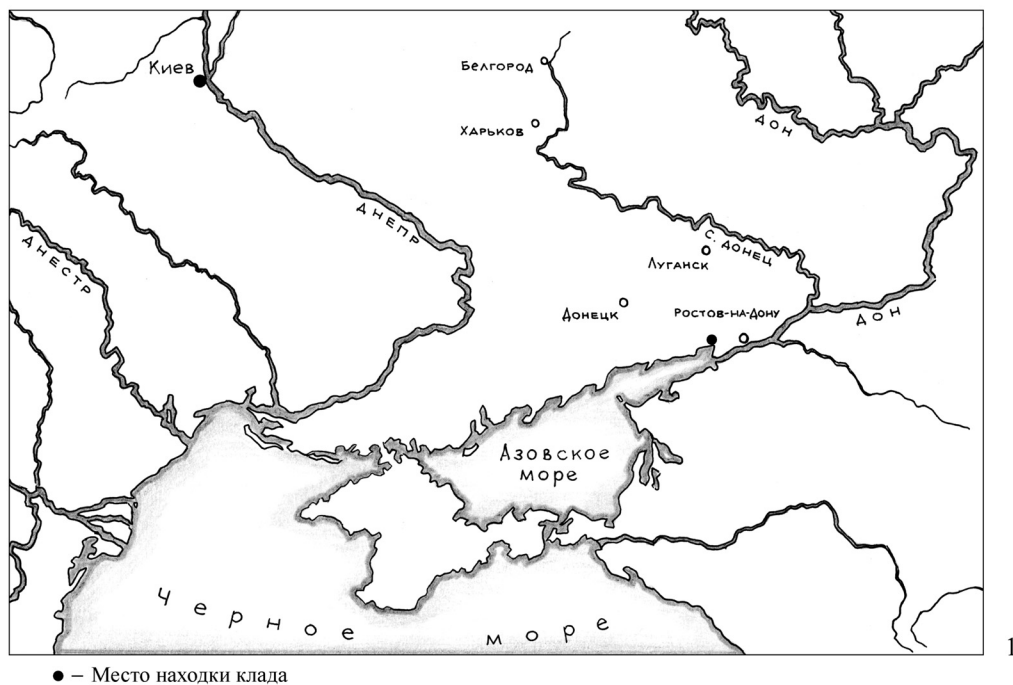 Киев
Белгород
Харьков
Дон
Днепр
Днестр
С. Донец
Луганск
Донецк
Ростов-на-Дону
Дон
Азовское
море
Черное море
1
● – Место находки клада